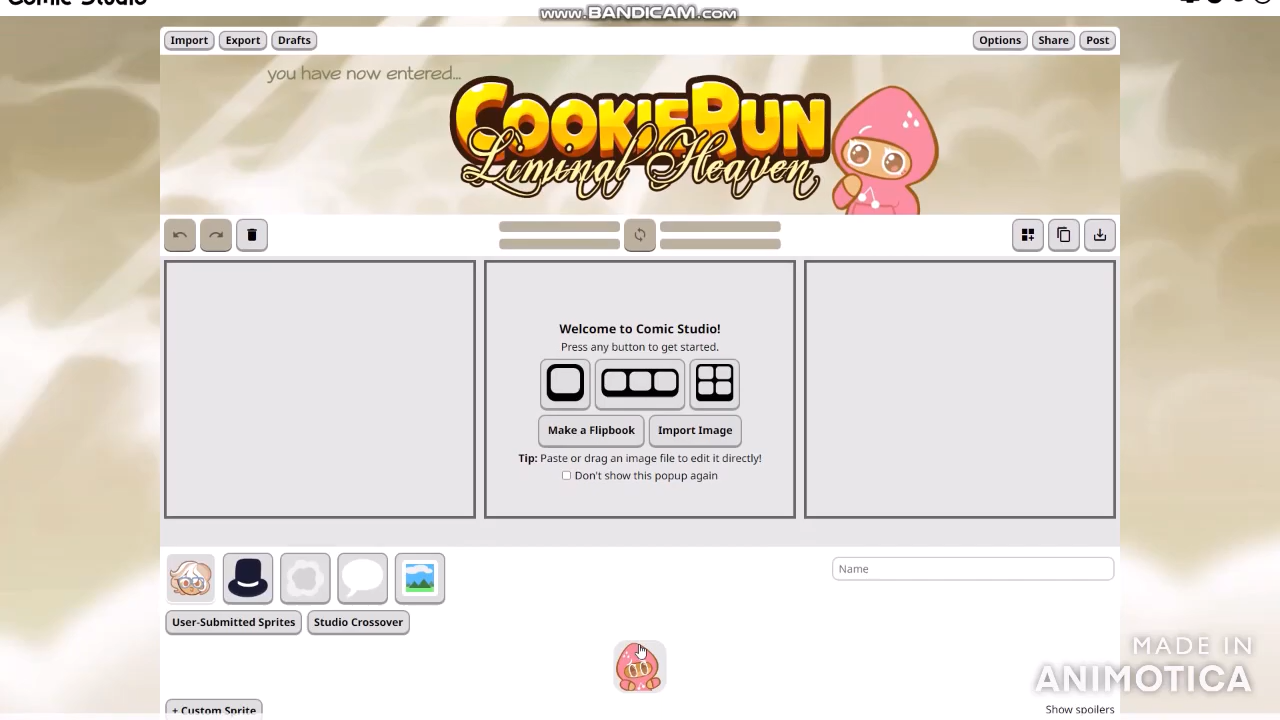 Comic Studio
www.BANDICAM.com
Import Export Drafts Options Share Post
you have now entered...
COOKIERUN
Liminal Heaven
Welcome to Comic Studio!
Press any button to get started.
Make a Flipbook Import Image
Tip: Paste or drag an image file to edit it directly!
Don't show this popup again
Name
User-Submitted Sprites Studio Crossover
MADE IN
ANIMOTICA
+ Custom Sprite Show spoilers